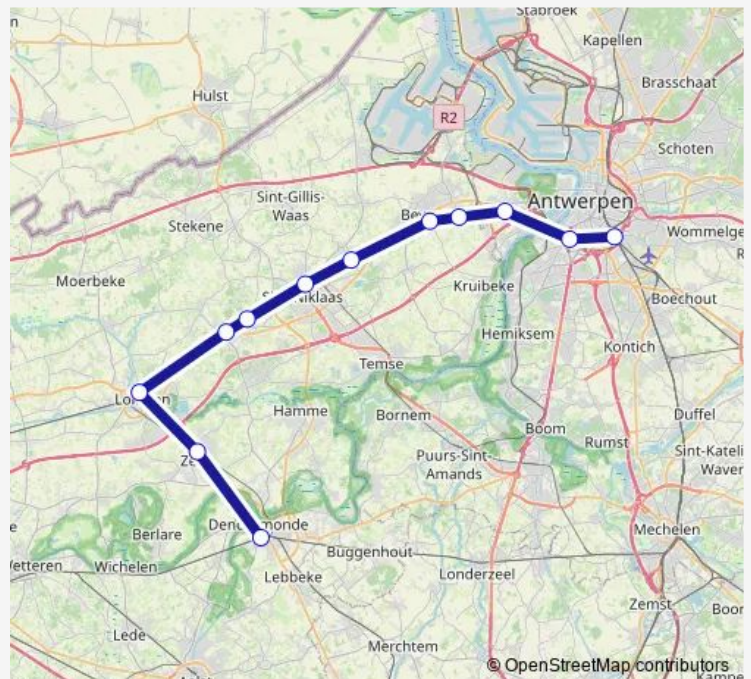 Stabroek
Kapellen
Hulst
Brasschaat
R2
Schoten
Sint-Gillis-
Waas
Antwerpen
Stekene
Wommelge
Moerbeke
Kruibeke
Boechout
Hemiksem
Kontich
Temse
Hamme
Bornem
Duffel
Boom
Rumst
Puurs-Sint-
Amands
Sint-Kateli
Waver
Mechelen
Berlare
Buggenhout
etteren
Wichelen
Lebbeke
Londerzeel
Zemst
Boor
Lede
Merchtem
© OpenStreetMap contributors